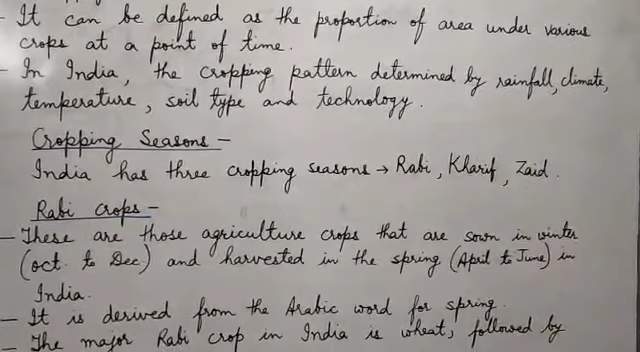 - It can be defined as the proportion of area under various
crops at a point of time.
- In India, the cropping pattern determined by rainfall, climate,
temperature, soil type and technology.
Cropping Seasons -
India has three cropping seasons → Rabi, Kharif, Zaid.
Rabi crops -
- These are those agriculture crops that are sown in winter
(oct. to Dec) and harvested in the spring (April to June) in
India.
- It is derived from the Arabic word for spring.
- The major Rabi crop in India is wheat, followed by